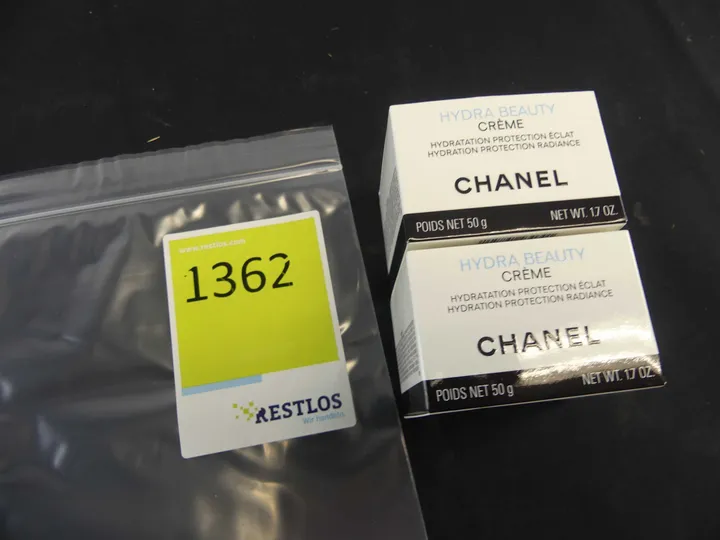 www.restlos.com
1362
RESTLOS
Wir handeln.
HYDRA BEAUTY
CRÈME
HYDRATATION PROTECTION ÉCLAT
HYDRATION PROTECTION RADIANCE
CHANEL
POIDS NET 50 g NET WT. 1.7 OZ.
HYDRA BEAUTY
CRÈME
HYDRATATION PROTECTION ÉCLAT
HYDRATION PROTECTION RADIANCE
CHANEL
POIDS NET 50 g NET WT. 1.7 OZ.